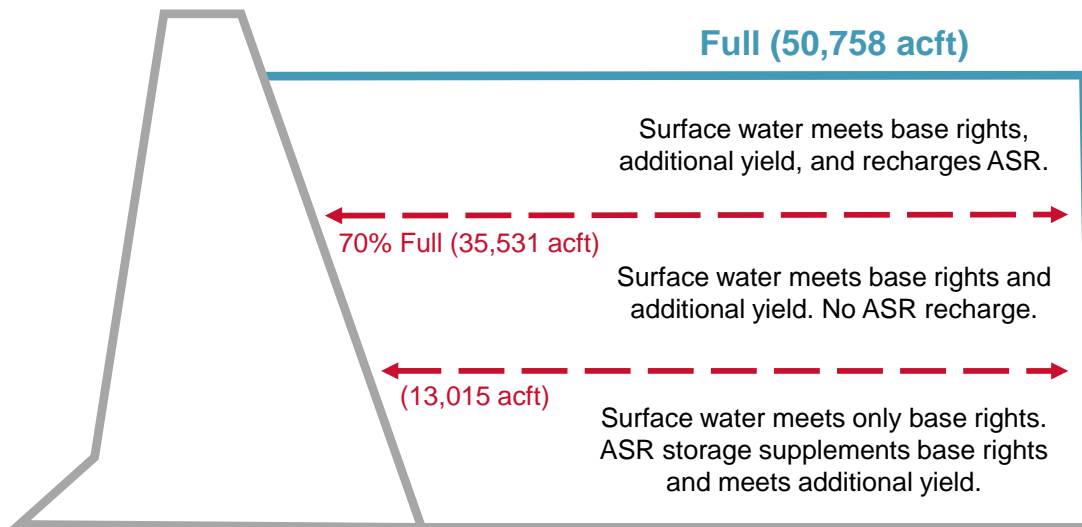 Full (50,758 acft)
Surface water meets base rights,
additional yield, and recharges ASR.
70% Full (35,531 acft)
Surface water meets base rights and
additional yield. No ASR recharge.
(13,015 acft)
Surface water meets only base rights.
ASR storage supplements base rights
and meets additional yield.